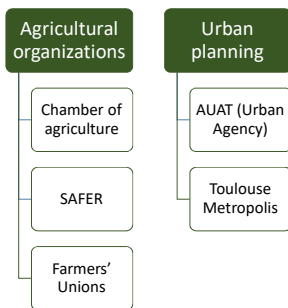 Agricultural
organizations
Chamber of
agriculture
SAFER
Farmers’
Unions
Urban
planning
AUAT (Urban
Agency)
Toulouse
Metropolis